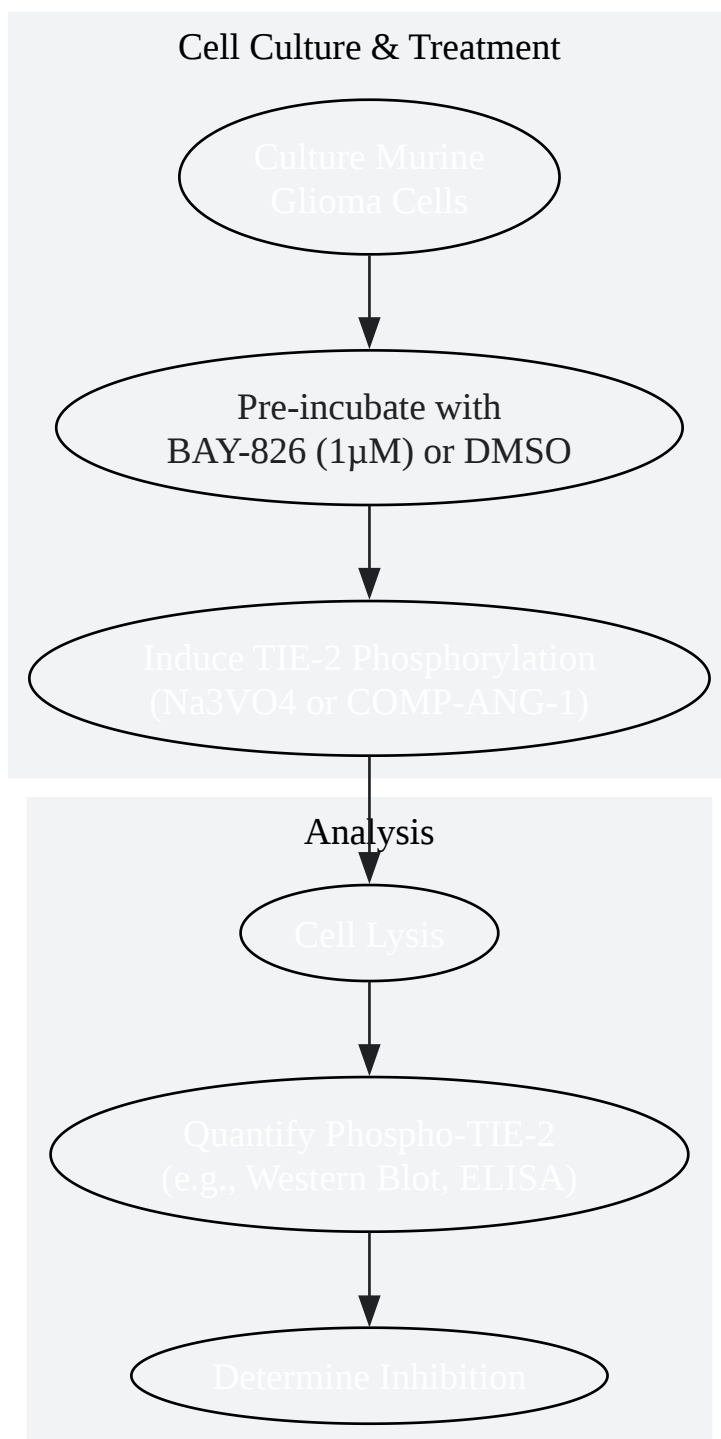 Cell Culture & Treatment
Culture Murine
Glioma Cells
Pre-incubate with
BAY-826 (1µM) or DMSO
Induce TIE-2 Phosphorylation
(Na3VO4 or COMP-ANG-1)
Analysis
Cell Lysis
Quantify Phospho-TIE-2
(e.g., Western Blot, ELISA)
Determine Inhibition